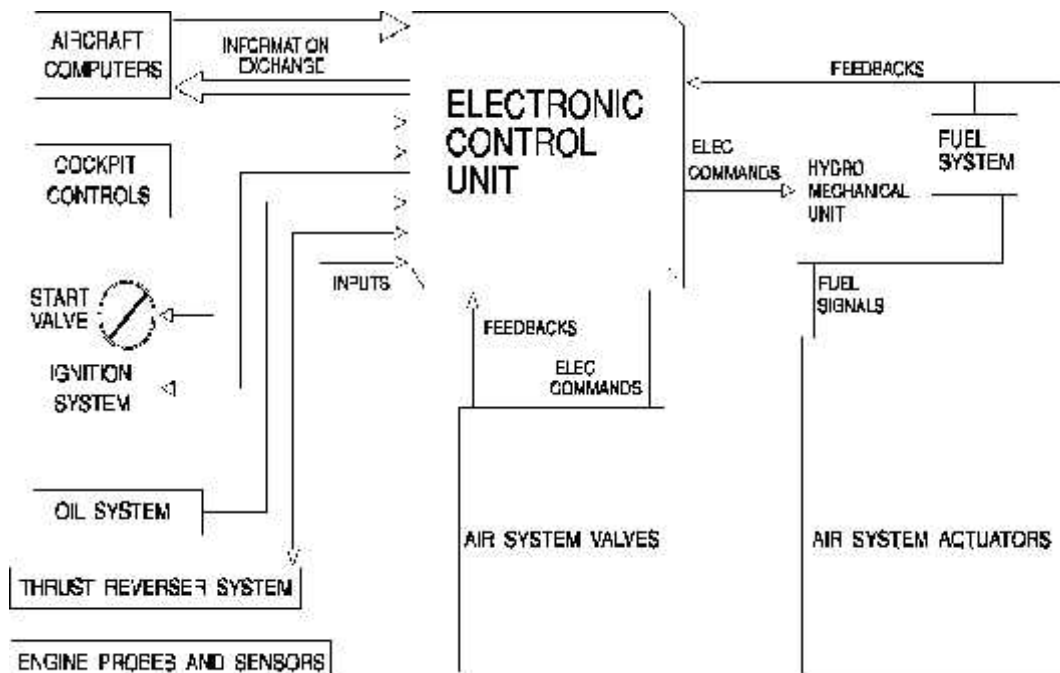 AIRCRAFT
COMPUTERS
INFORMATION
EXCHANGE
ELECTRONIC
CONTROL
UNIT
FEEDBACKS
FUEL
SYSTEM
COCKPIT
CONTROLS
ELEC
COMMANDS
HYDRO
MECHANICAL
UNIT
INPUTS
FUEL
SIGNALS
START
VALVE
FEEDBACKS
IGNITION
SYSTEM
ELEC
COMMANDS
OIL SYSTEM
AIR SYSTEM VALVES
AIR SYSTEM ACTUATORS
THRUST REVERSER SYSTEM
ENGINE PROBES AND SENSORS